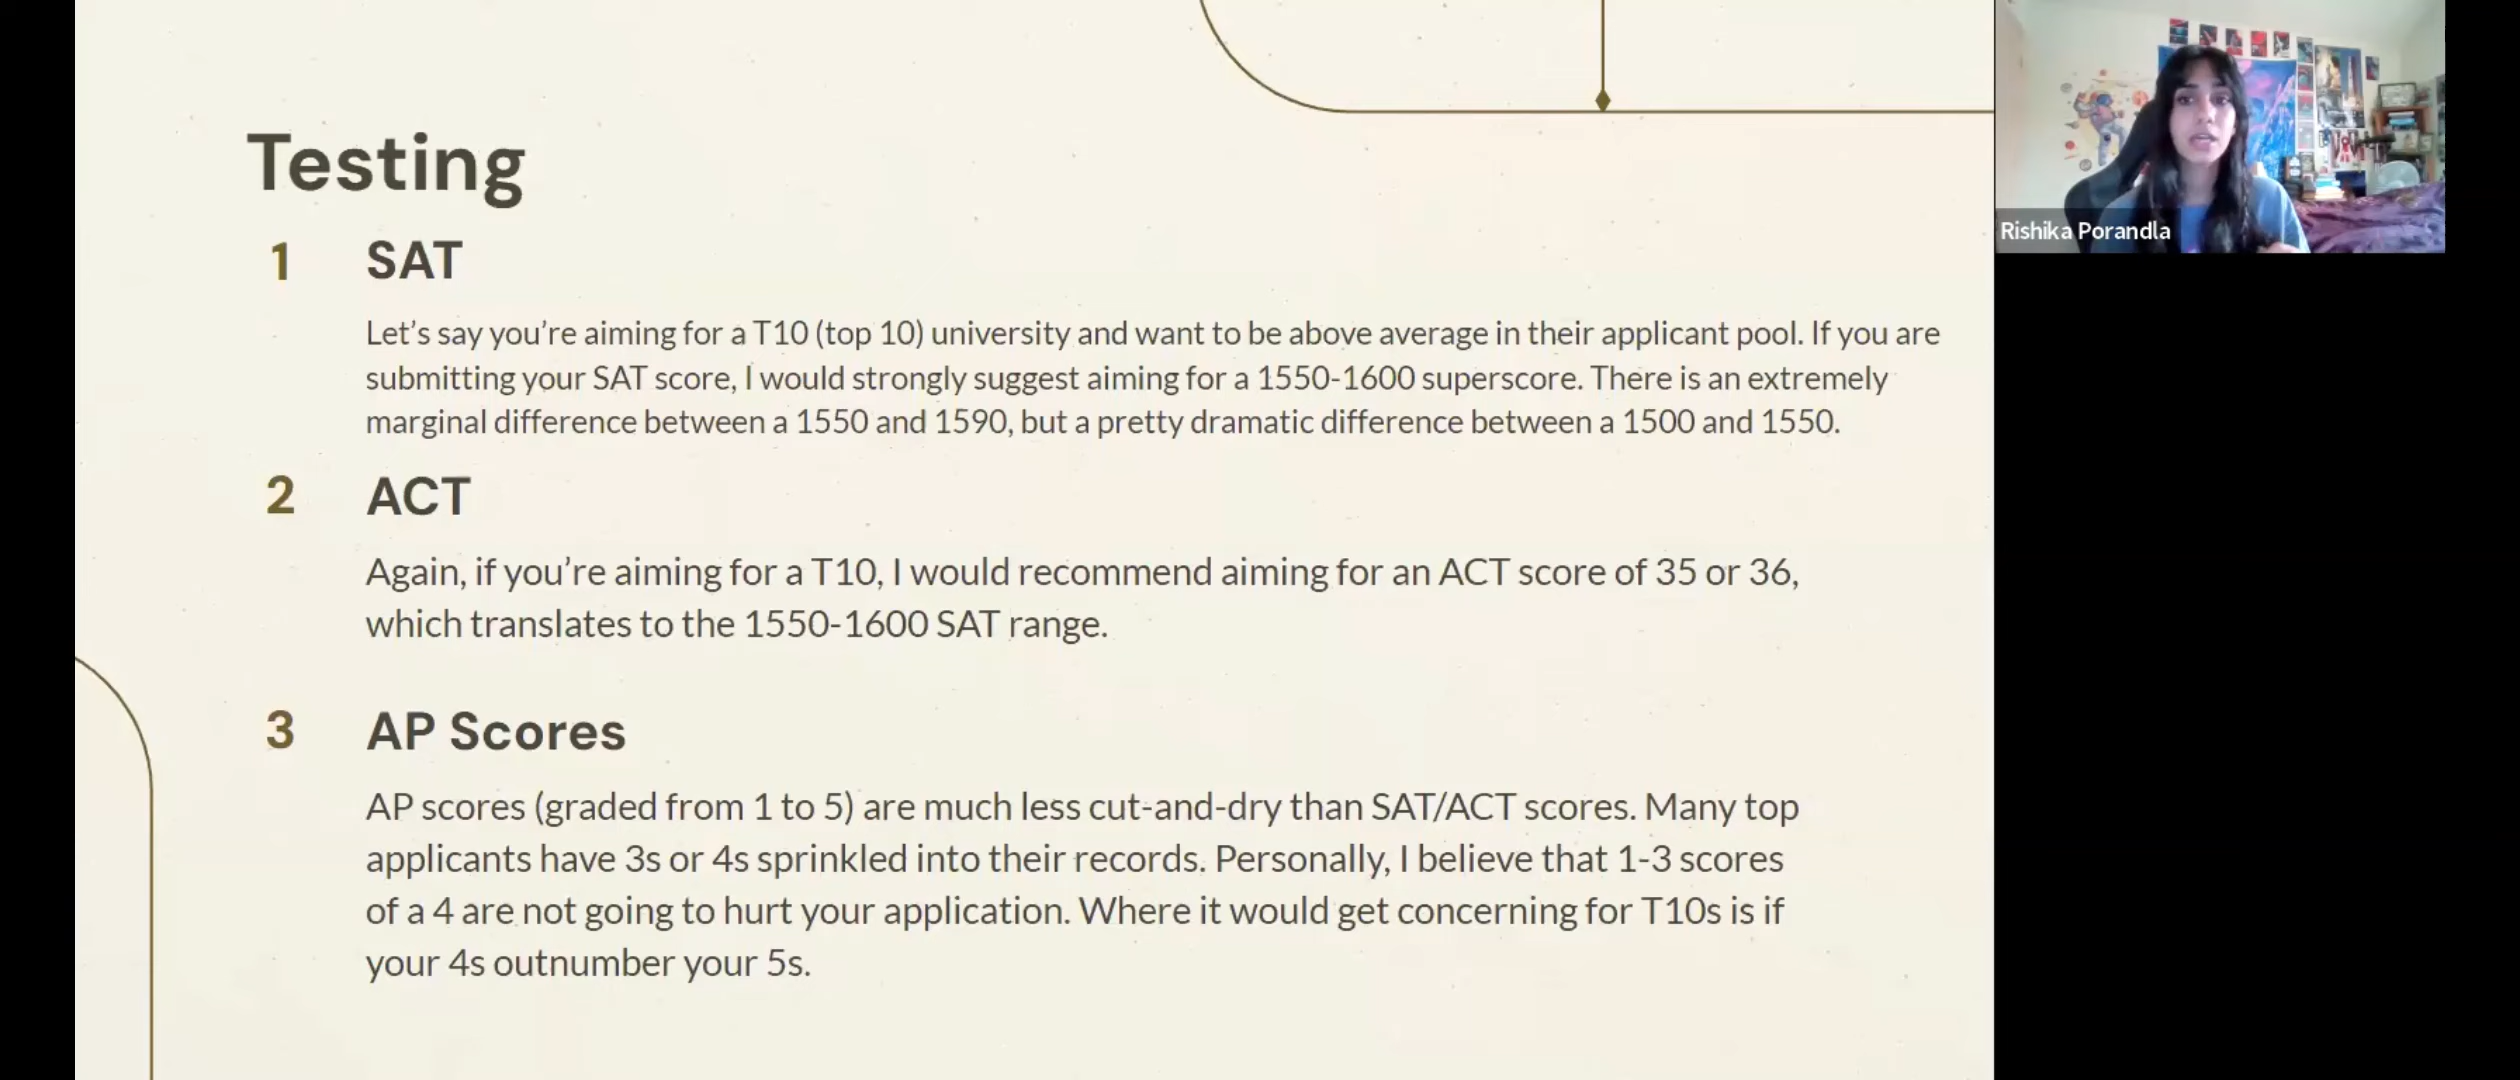 Testing
1 SAT
Let's say you're aiming for a T10 (top 10) university and want to be above average in their applicant pool. If you are
submitting your SAT score, I would strongly suggest aiming for a 1550-1600 superscore. There is an extremely
marginal difference between a 1550 and 1590, but a pretty dramatic difference between a 1500 and 1550.
2 ACT
Again, if you're aiming for a T10, I would recommend aiming for an ACT score of 35 or 36,
which translates to the 1550-1600 SAT range.
3 AP Scores
AP scores (graded from 1 to 5) are much less cut-and-dry than SAT/ACT scores. Many top
applicants have 3s or 4s sprinkled into their records. Personally, I believe that 1-3 scores
of a 4 are not going to hurt your application. Where it would get concerning for T10s is if
your 4s outnumber your 5s.
Rishika Porandla